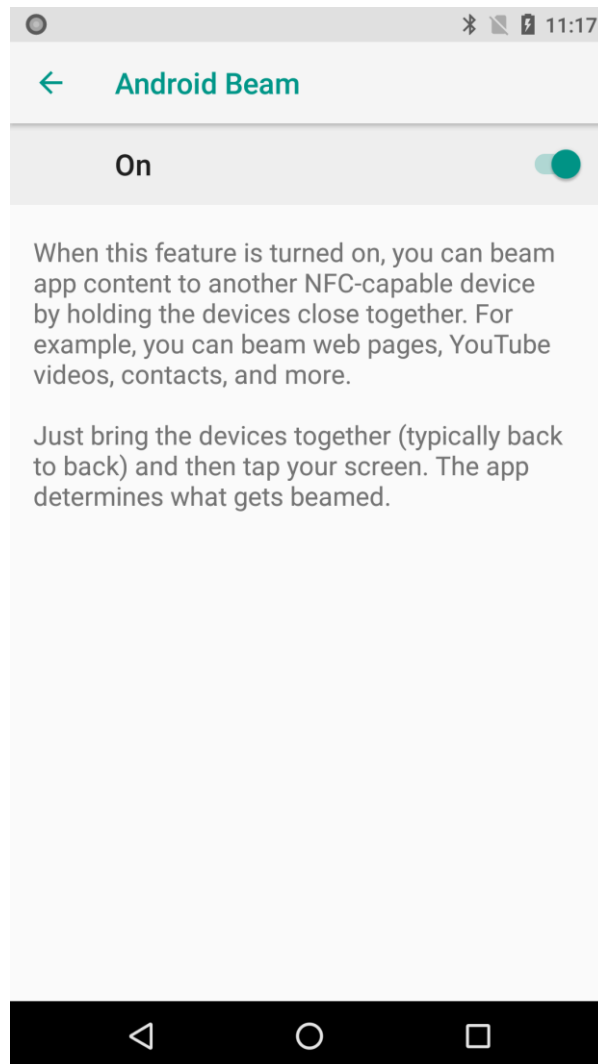 11:17
Android Beam
On
When this feature is turned on, you can beam
app content to another NFC-capable device
by holding the devices close together. For
example, you can beam web pages, YouTube
videos, contacts, and more.
Just bring the devices together (typically back
to back) and then tap your screen. The app
determines what gets beamed.